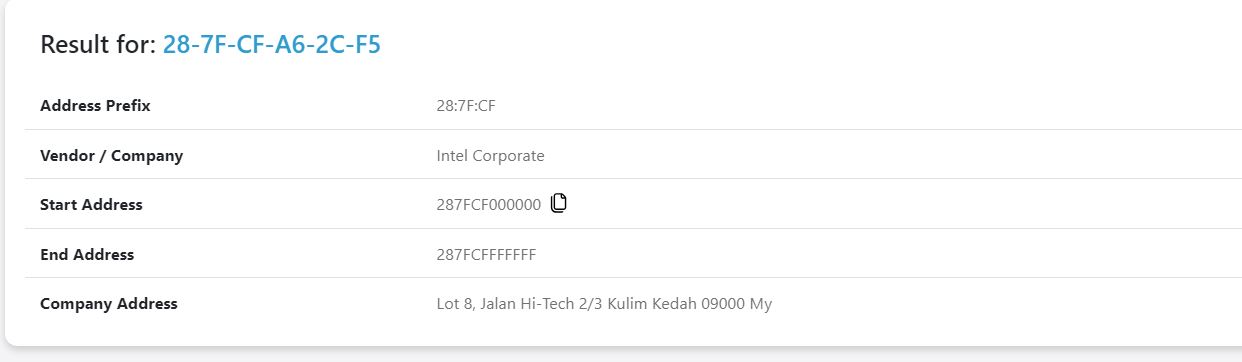 Result for: 28-7F-CF-A6-2C-F5
Address Prefix 28:7F:CF
Vendor / Company Intel Corporate
Start Address 287FCF000000
End Address 287FCFFFFFFF
Company Address Lot 8, Jalan Hi-Tech 2/3 Kulim Kedah 09000 My